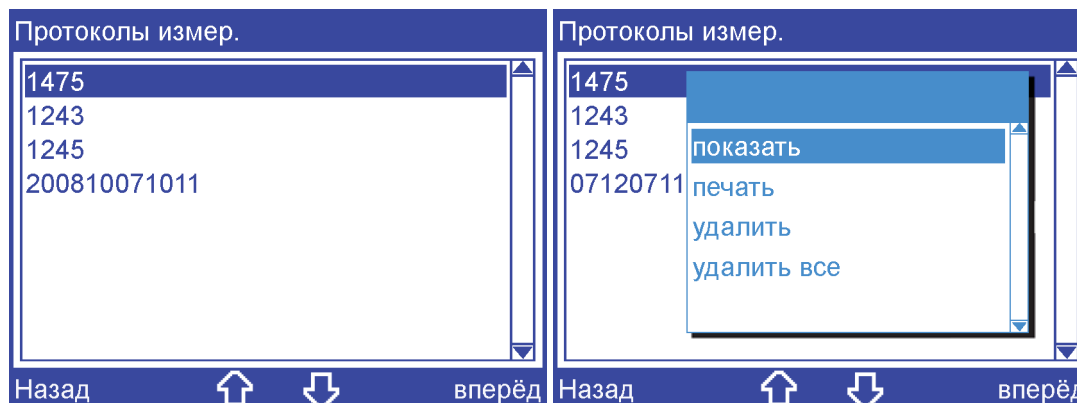 Протоколы измер.
1475
1243
1245
200810071011
Назад
вперёд
Протоколы измер.
1475
1243
1245
07120711
показать
печать
удалить
удалить все
Назад
вперёд